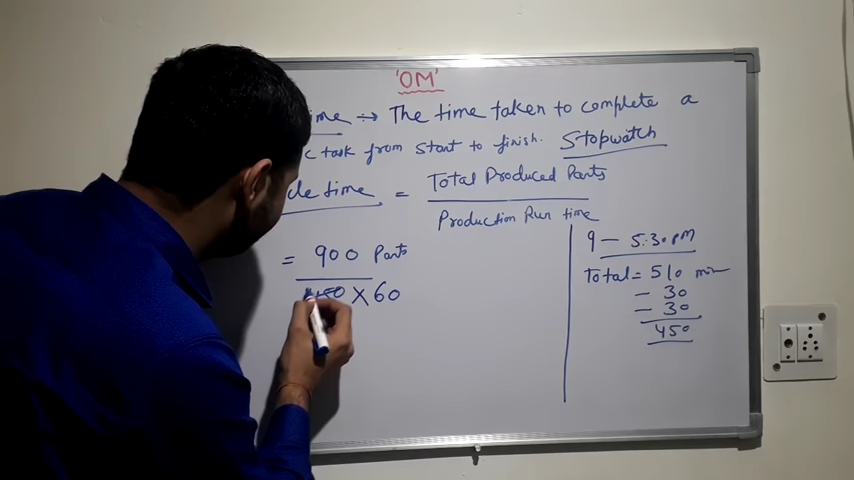 'OM'
ime → The time taken to complete a
c task from start to finish. Stopwatch
cle time = Total Produced Parts
Production Run time
= 900 Parts
450 X 60
9 – 5:30 PM
Total = 510 min
- 30
- 30
450